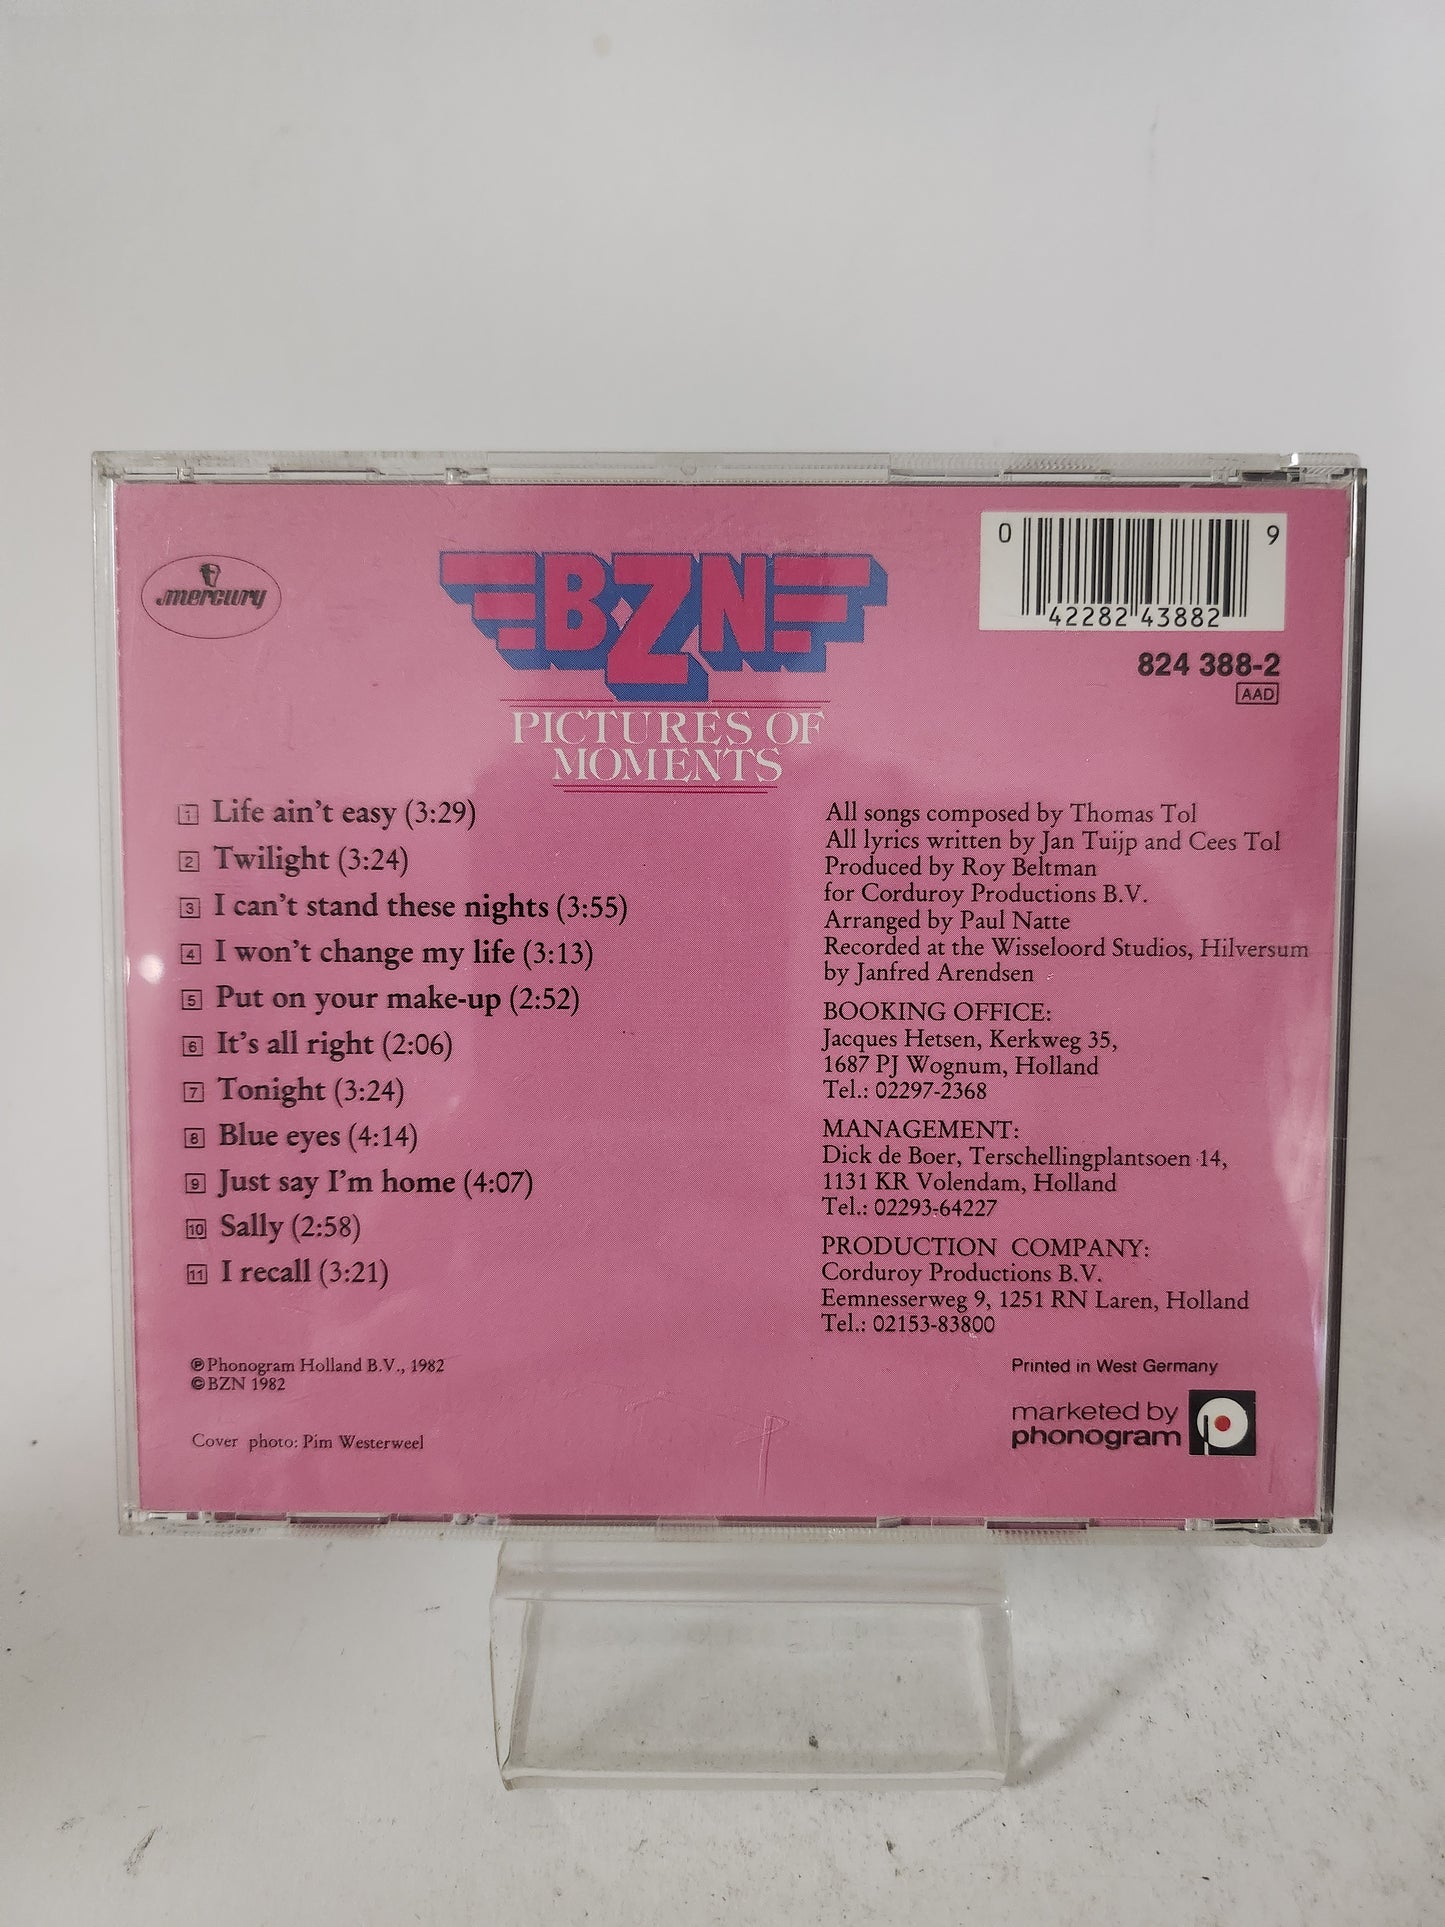 mercury
BZN
PICTURES OF
MOMENTS
0 42282 43882 9
824 388-2
AAD
1 Life ain't easy (3:29)
2 Twilight (3:24)
3 I can't stand these nights (3:55)
4 I won't change my life (3:13)
5 Put on your make-up (2:52)
6 It's all right (2:06)
7 Tonight (3:24)
8 Blue eyes (4:14)
9 Just say I'm home (4:07)
10 Sally (2:58)
11 I recall (3:21)
℗ Phonogram Holland B.V., 1982
© BZN 1982
Cover photo: Pim Westerweel
All songs composed by Thomas Tol
All lyrics written by Jan Tuijp and Cees Tol
Produced by Roy Beltman
for Corduroy Productions B.V.
Arranged by Paul Natte
Recorded at the Wisseloord Studios, Hilversum
by Janfred Arendsen
BOOKING OFFICE:
Jacques Hetsen, Kerkweg 35,
1687 PJ Wognum, Holland
Tel.: 02297-2368
MANAGEMENT:
Dick de Boer, Terschellingplantsoen 14,
1131 KR Volendam, Holland
Tel.: 02293-64227
PRODUCTION COMPANY:
Corduroy Productions B.V.
Eemnesserweg 9, 1251 RN Laren, Holland
Tel.: 02153-83800
Printed in West Germany
marketed by
phonogram